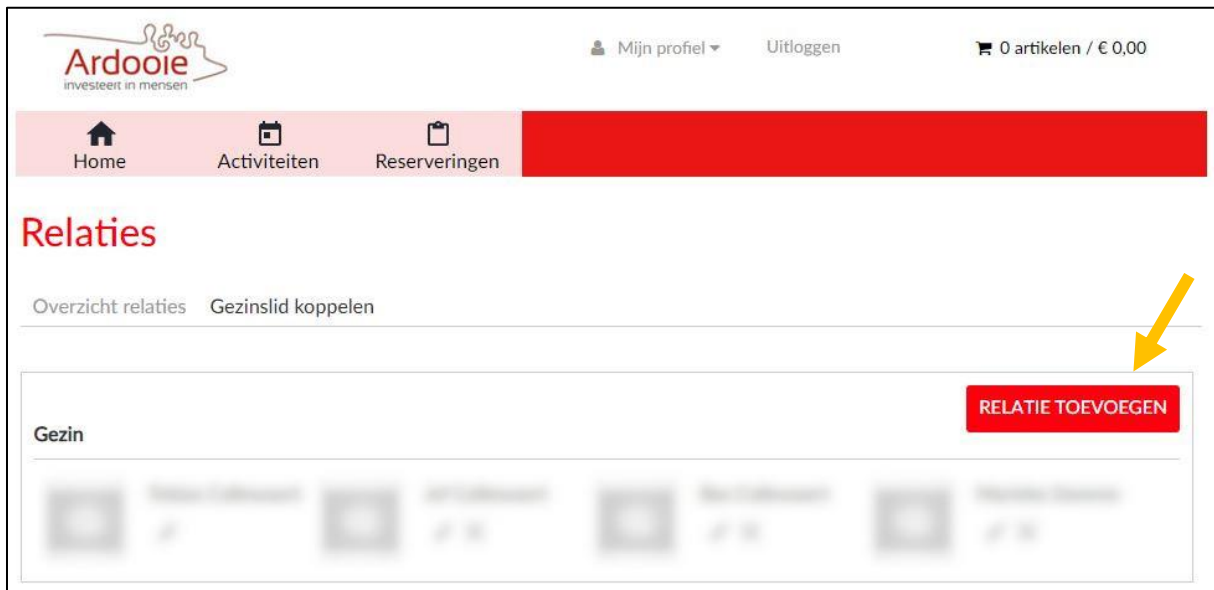 Ardooie
investeert in mensen
Mijn profiel Uitloggen 0 artikelen / € 0,00
Home Activiteiten Reserveringen
Relaties
Overzicht relaties Gezinslid koppelen
RELATIE TOEVOEGEN
Gezin